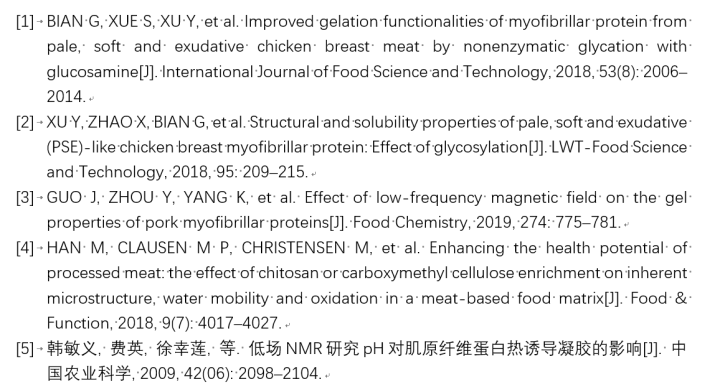 [1] BIAN G, XUE S, XU Y, et al. Improved gelation functionalities of myofibrillar protein from
pale, soft and exudative chicken breast meat by nonenzymatic glycation with
glucosamine[J]. International Journal of Food Science and Technology, 2018, 53(8): 2006–
2014.
[2] XU Y, ZHAO X, BIAN G, et al. Structural and solubility properties of pale, soft and exudative
(PSE)-like chicken breast myofibrillar protein: Effect of glycosylation[J]. LWT-Food Science
and Technology, 2018, 95: 209–215.
[3] GUO J, ZHOU Y, YANG K, et al. Effect of low-frequency magnetic field on the gel
properties of pork myofibrillar proteins[J]. Food Chemistry, 2019, 274: 775–781.
[4] HAN M, CLAUSEN M P, CHRISTENSEN M, et al. Enhancing the health potential of
processed meat: the effect of chitosan or carboxymethyl cellulose enrichment on inherent
microstructure, water mobility and oxidation in a meat-based food matrix[J]. Food &
Function, 2018, 9(7): 4017–4027.
[5] 韩敏义, 费英, 徐幸莲, 等. 低场 NMR 研究 pH 对肌原纤维蛋白热诱导凝胶的影响[J]. 中
国农业科学, 2009, 42(06): 2098–2104.